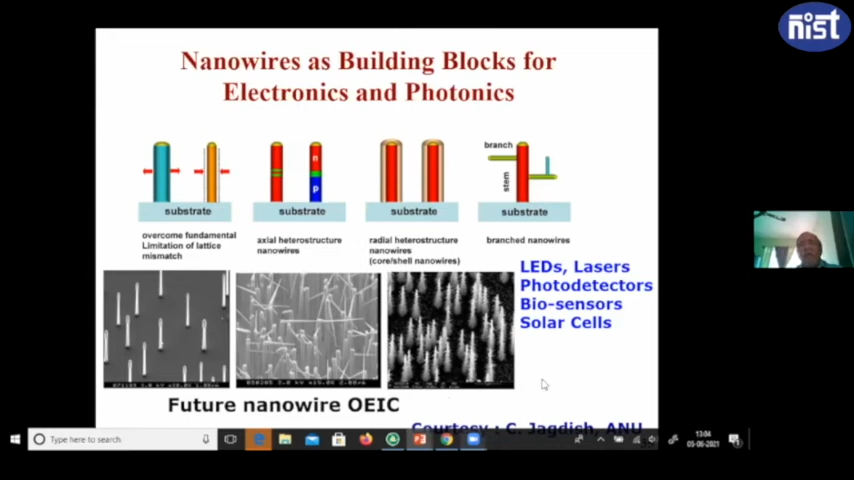 nist
Nanowires as Building Blocks for
Electronics and Photonics
n
p
branch
stem
substrate
substrate
substrate
substrate
overcome fundamental
Limitation of lattice
mismatch
axial heterostructure
nanowires
radial heterostructure
nanowires
(core/shell nanowires)
branched nanowires
LEDs, Lasers
Photodetectors
Bio-sensors
Solar Cells
Future nanowire OEIC
Courtesy : C. Jagdish, ANU
Type here to search
13:04
05-06-2021